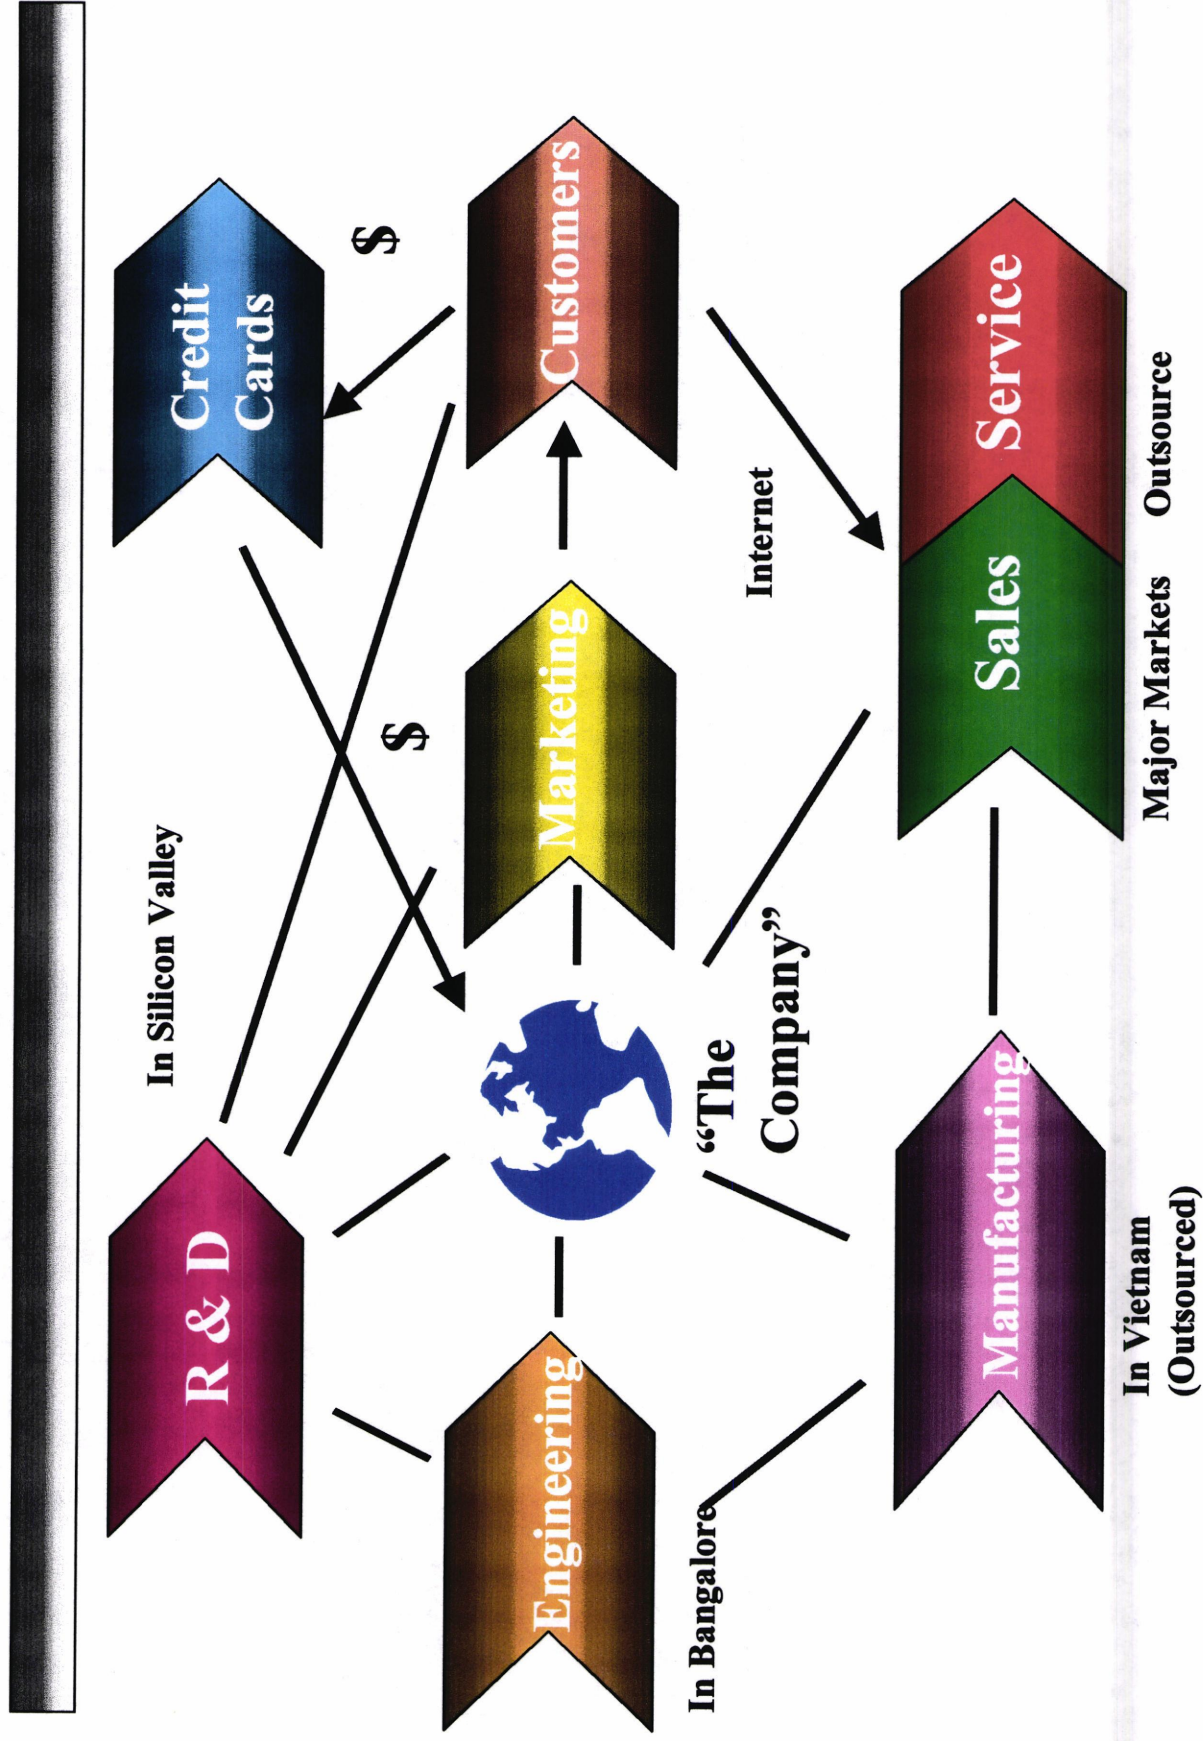 In Silicon Valley
R & D
Credit
Cards
$
$
Engineering
Marketing
Customers
In Bangalore
“The
Company”
Internet
Manufacturing
Sales
Service
In Vietnam
(Outsourced)
Major Markets
Outsource